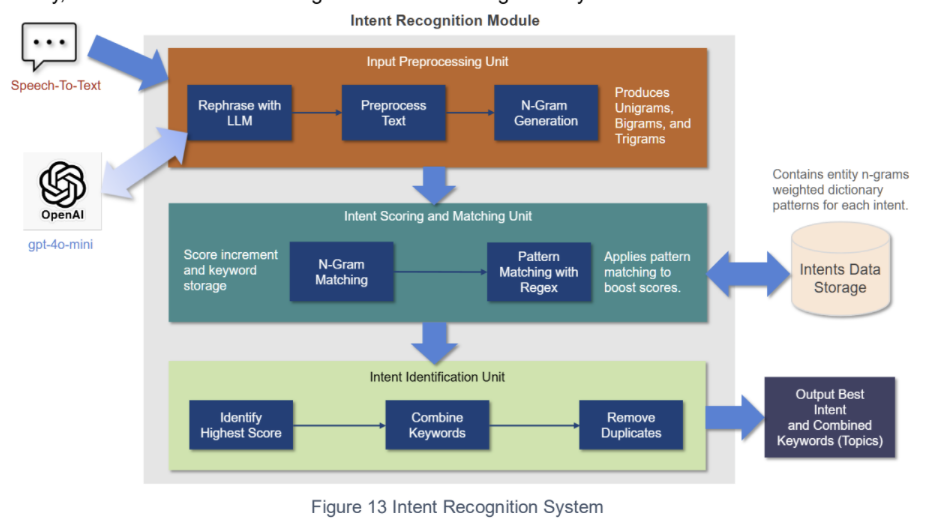 Intent Recognition Module
Speech-To-Text
Input Preprocessing Unit
Rephrase with
LLM
Preprocess
Text
N-Gram
Generation
Produces
Unigrams,
Bigrams, and
Trigrams
OpenAI
gpt-4o-mini
Intent Scoring and Matching Unit
Score increment
and keyword
storage
N-Gram
Matching
Pattern
Matching with
Regex
Applies pattern
matching to
boost scores.
Contains entity n-grams
weighted dictionary
patterns for each intent.
Intents Data
Storage
Intent Identification Unit
Identify
Highest Score
Combine
Keywords
Remove
Duplicates
Output Best
Intent
and Combined
Keywords (Topics)
Figure 13 Intent Recognition System